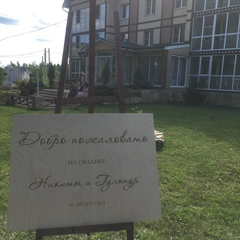 Добро пожаловать
НА СВАДЬБУ
Никиты и Гульнур